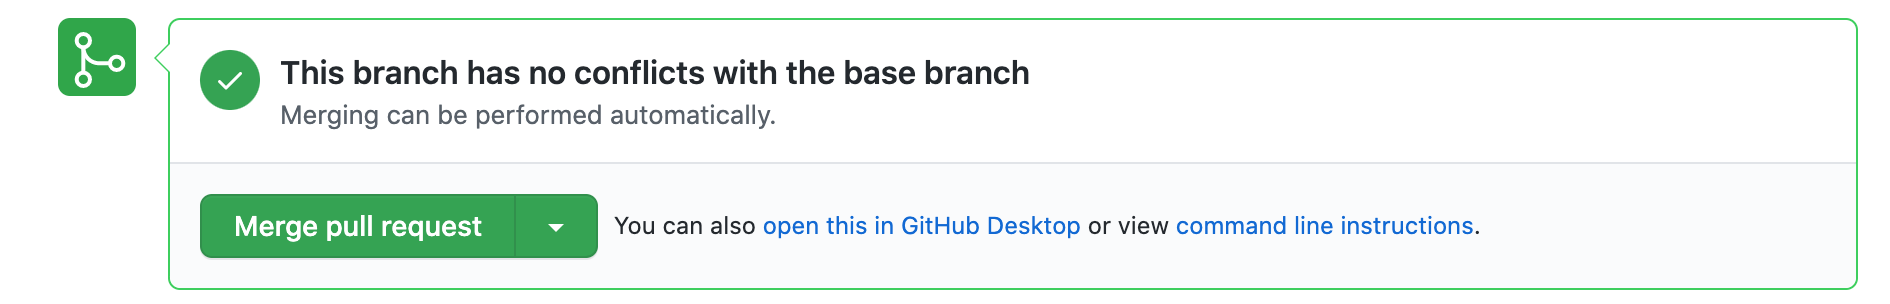 This branch has no conflicts with the base branch
Merging can be performed automatically.
Merge pull request You can also open this in GitHub Desktop or view command line instructions.